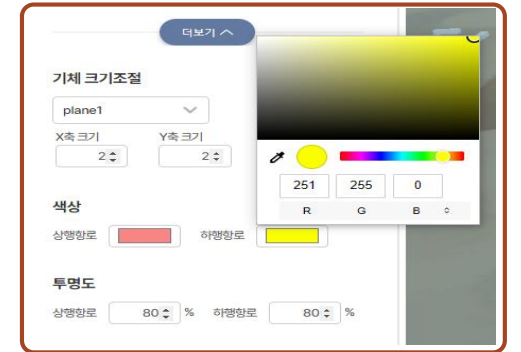 더보기
기체 크기조절
plane1
X축 크기 Y축 크기
2 2
251 255 0
R G B
색상
상행항로 하행항로
투명도
상행항로 80 % 하행항로 80 %